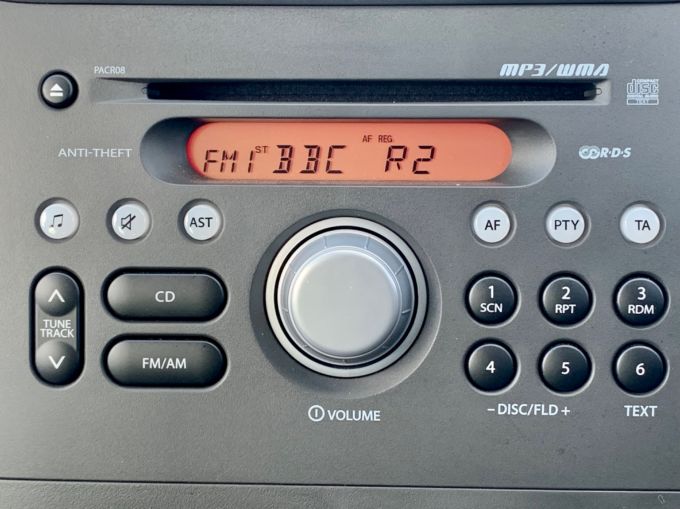 PACR08
MP3/WMA
COMPACT
disc
DIGITAL AUDIO
TEXT
ANTI-THEFT
FM1 ST BBC AF REG R2
R·D·S
AST
AF
PTY
TA
CD
TUNE
TRACK
FM/AM
1
SCN
2
RPT
3
RDM
4
5
6
VOLUME
– DISC/FLD +
TEXT